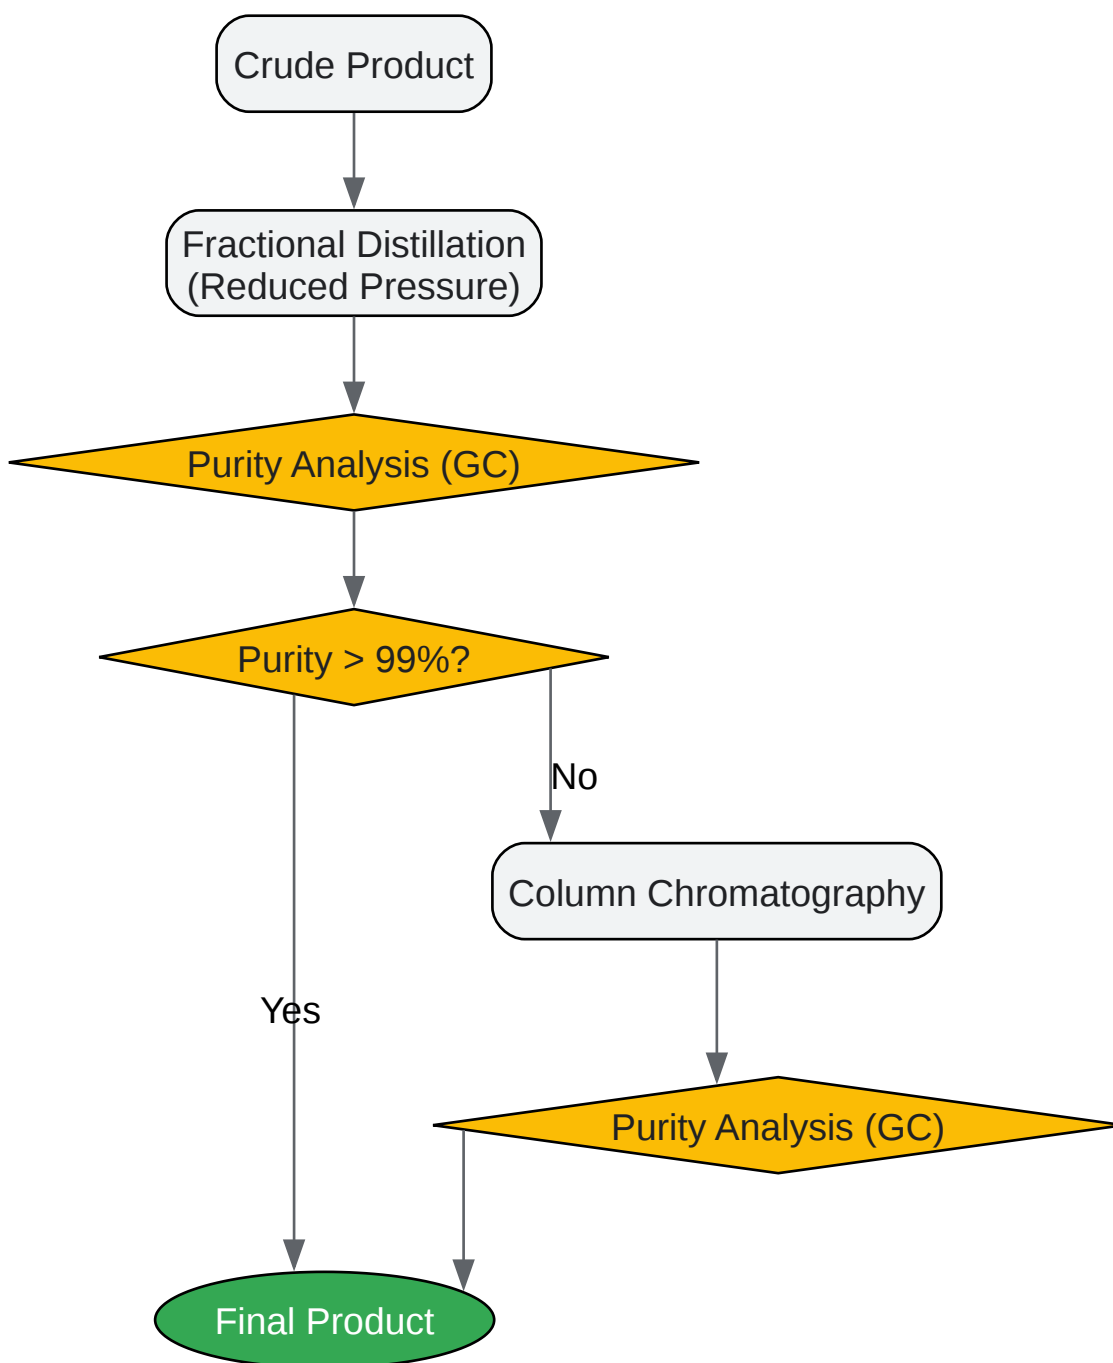 Crude Product
Fractional Distillation
(Reduced Pressure)
Purity Analysis (GC)
Purity > 99%?
No
Column Chromatography
Yes
Purity Analysis (GC)
Final Product